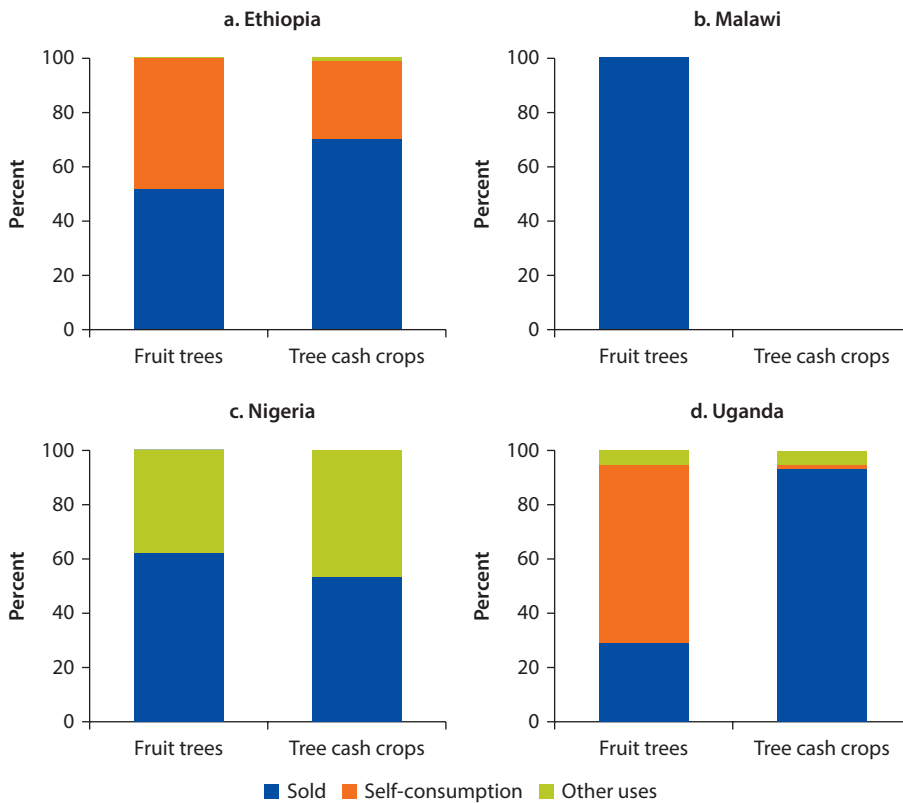 a. Ethiopia
Percent
100
80
60
40
20
0
Fruit trees
Tree cash crops
b. Malawi
Percent
100
80
60
40
20
0
Fruit trees
Tree cash crops
c. Nigeria
Percent
100
80
60
40
20
0
Fruit trees
Tree cash crops
d. Uganda
Percent
100
80
60
40
20
0
Fruit trees
Tree cash crops
Sold Self-consumption Other uses